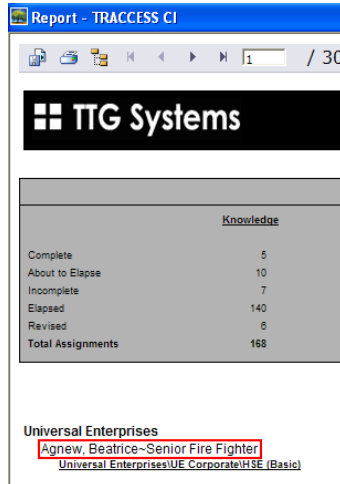 Report - TRACCESS CI
1 / 30
TTG Systems
Knowledge
Complete 5
About to Elapse 10
Incomplete 7
Elapsed 140
Revised 6
Total Assignments 168
Universal Enterprises
Agnew, Beatrice~Senior Fire Fighter
Universal Enterprises\UE Corporate\HSE (Basic)